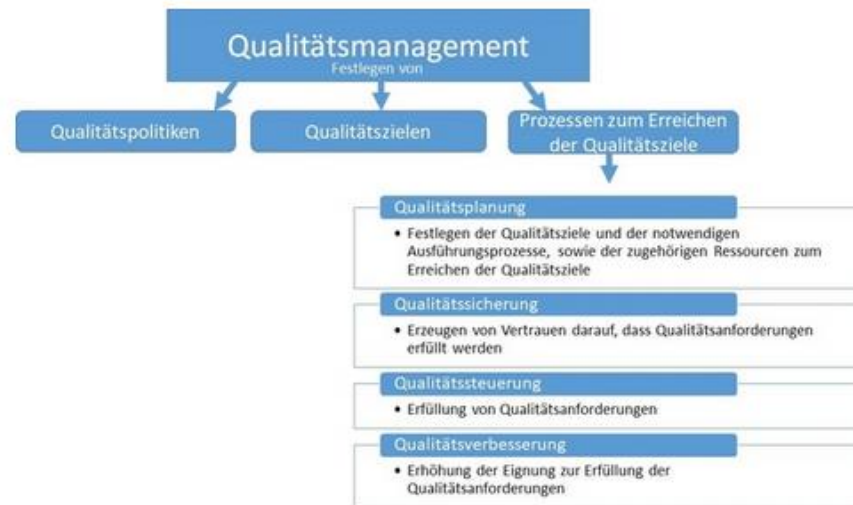 Qualitätsmanagement
Festlegen von
Qualitätspolitiken
Qualitätszielen
Prozessen zum Erreichen
der Qualitätsziele
Qualitätsplanung
• Festlegen der Qualitätsziele und der notwendigen
Ausführungsprozesse, sowie der zugehörigen Ressourcen zum
Erreichen der Qualitätsziele
Qualitätssicherung
• Erzeugen von Vertrauen darauf, dass Qualitätsanforderungen
erfüllt werden
Qualitätssteuerung
• Erfüllung von Qualitätsanforderungen
Qualitätsverbesserung
• Erhöhung der Eignung zur Erfüllung der
Qualitätsanforderungen